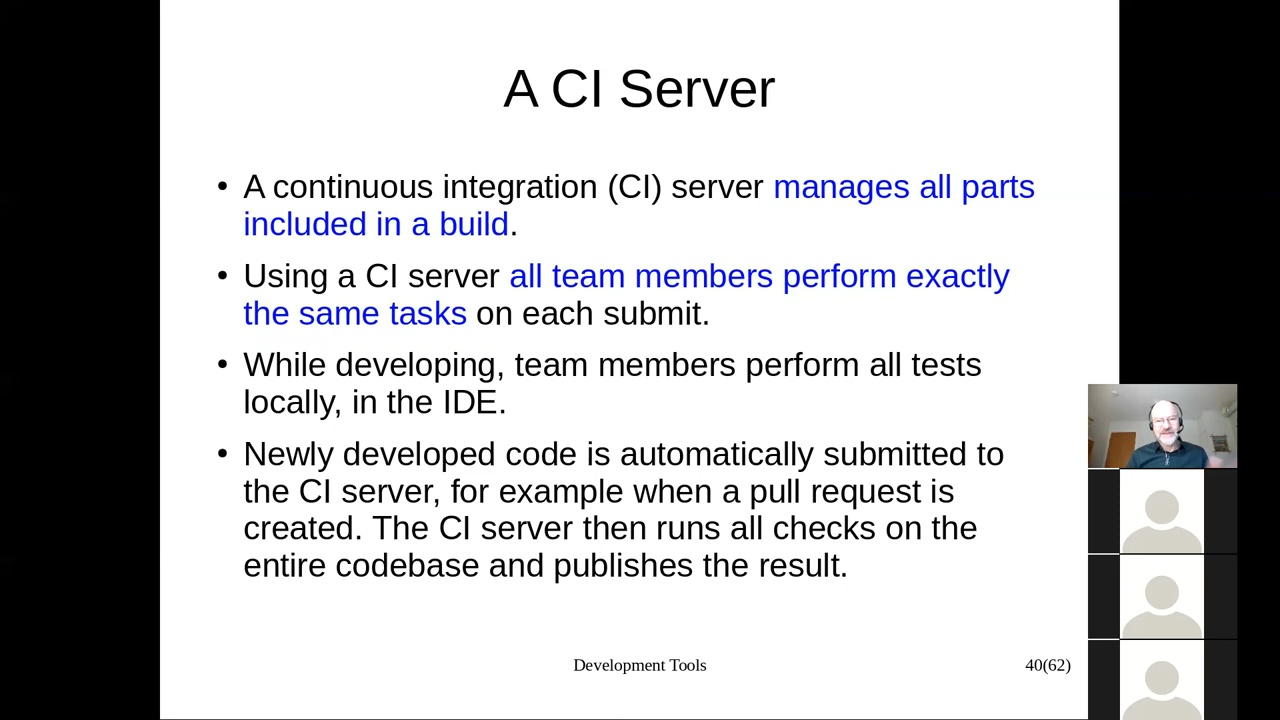 A CI Server
• A continuous integration (CI) server manages all parts
included in a build.
• Using a CI server all team members perform exactly
the same tasks on each submit.
• While developing, team members perform all tests
locally, in the IDE.
• Newly developed code is automatically submitted to
the CI server, for example when a pull request is
created. The CI server then runs all checks on the
entire codebase and publishes the result.
Development Tools
40(62)